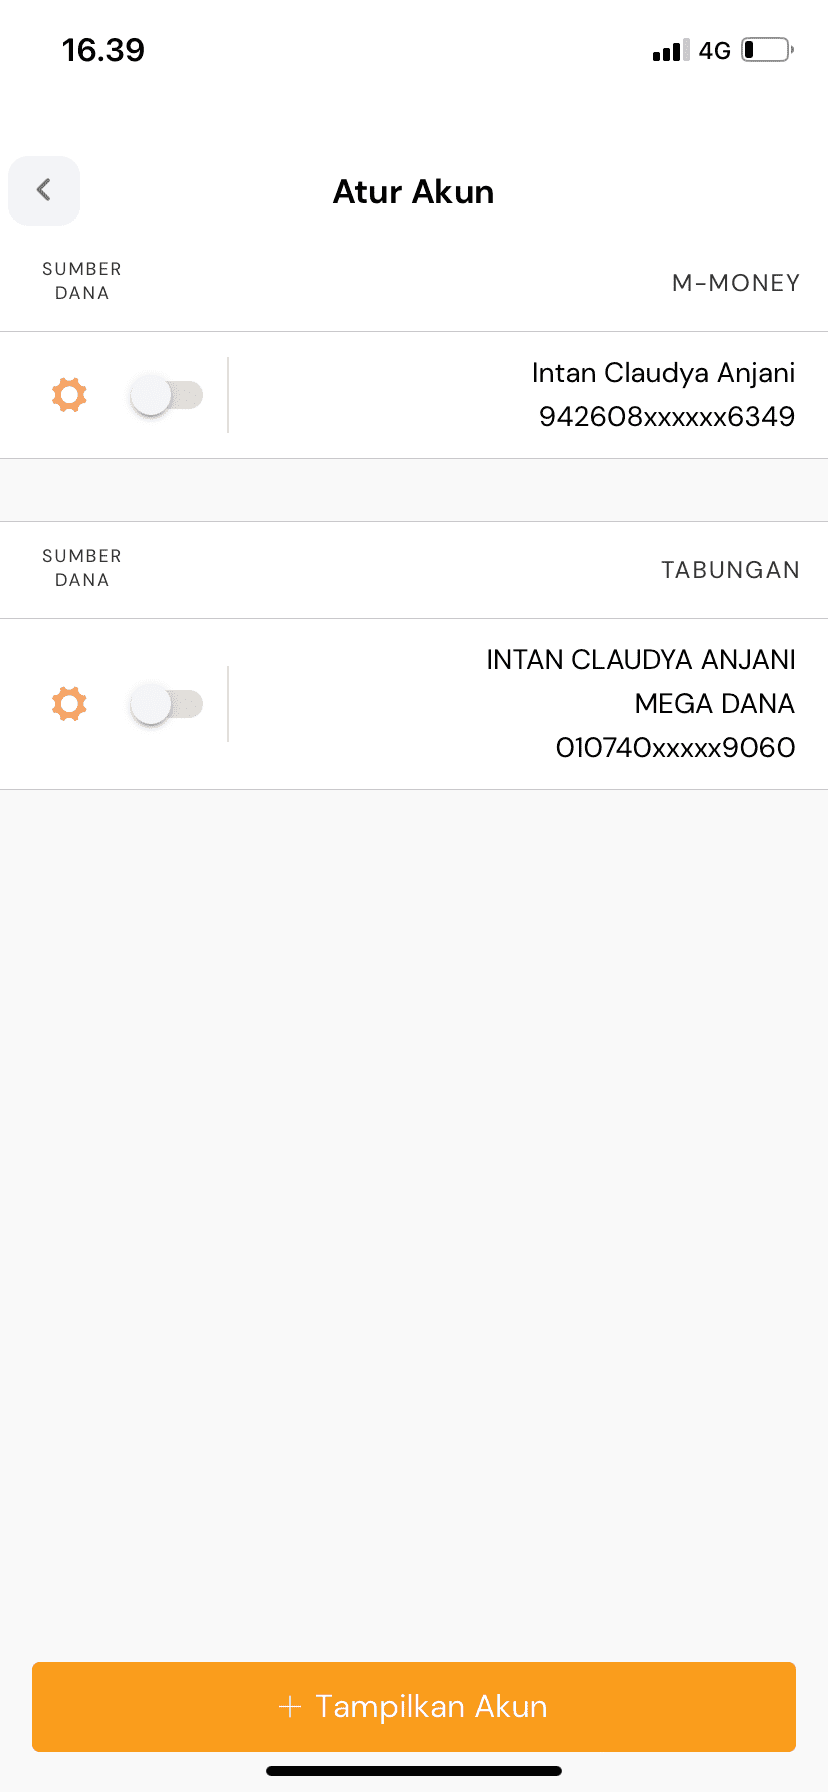 16.39
4G
Atur Akun
SUMBER
DANA
M-MONEY
Intan Claudya Anjani
942608xxxxxx6349
SUMBER
DANA
TABUNGAN
INTAN CLAUDYA ANJANI
MEGA DANA
010740xxxxx9060
+ Tampilkan Akun